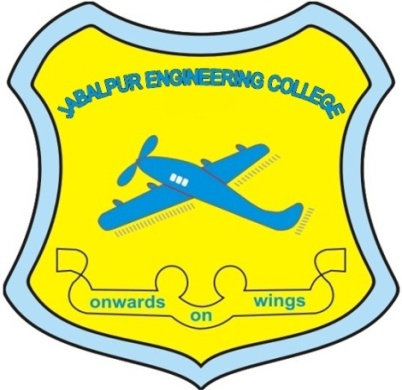 JABALPUR ENGINEERING COLLEGE
onwards on wings